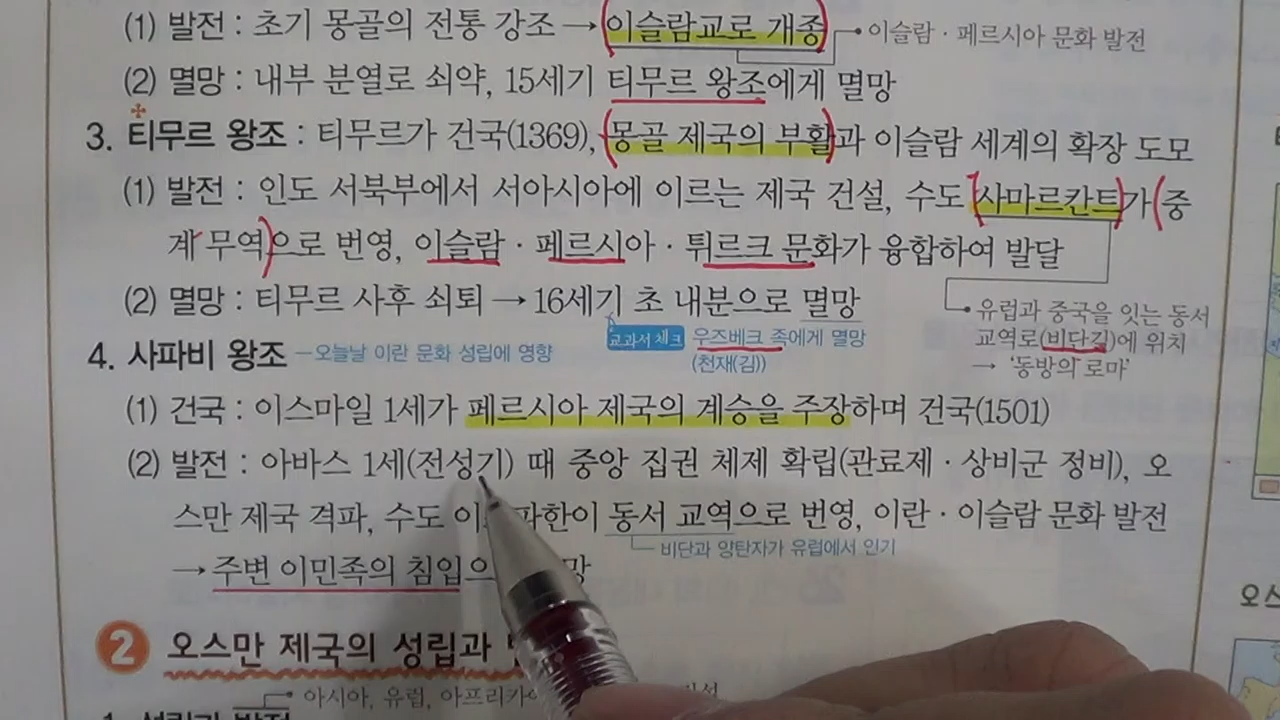 (1) 발전 : 초기 몽골의 전통 강조 → 이슬람교로 개종
이슬람 · 페르시아 문화 발전
(2) 멸망 : 내부 분열로 쇠약, 15세기 티무르 왕조에게 멸망
3. 티무르 왕조 : 티무르가 건국(1369), 몽골 제국의 부활과 이슬람 세계의 확장 도모
(1) 발전 : 인도 서북부에서 서아시아에 이르는 제국 건설, 수도 사마르칸트가 중
계 무역으로 번영, 이슬람 · 페르시아 · 튀르크 문화가 융합하여 발달
(2) 멸망 : 티무르 사후 쇠퇴 → 16세기 초 내분으로 멸망
유럽과 중국을 잇는 동서
교역로(비단길)에 위치
→ ‘동방의 로마’
교과서 체크 우즈베크 족에게 멸망
(천재(김))
4. 사파비 왕조 ─ 오늘날 이란 문화 성립에 영향
(1) 건국 : 이스마일 1세가 페르시아 제국의 계승을 주장하며 건국(1501)
(2) 발전 : 아바스 1세(전성기) 때 중앙 집권 체제 확립(관료제 · 상비군 정비), 오
스만 제국 격파, 수도 이 파한이 동서 교역으로 번영, 이란 · 이슬람 문화 발전
비단과 양탄자가 유럽에서 인기
→ 주변 이민족의 침입으 망
2 오스만 제국의 성립과
아시아, 유럽, 아프리카
1. 성립과 발전
오스